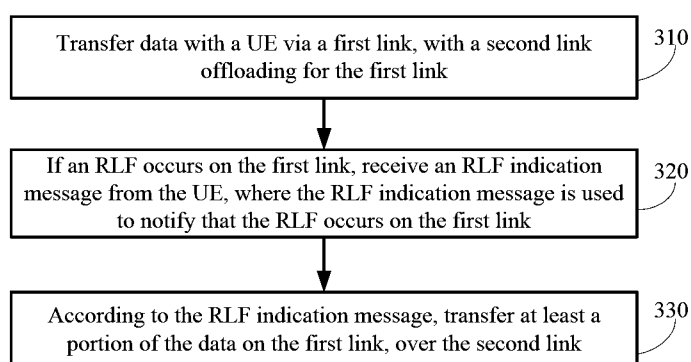 Transfer data with a UE via a first link, with a second link
offloading for the first link
310
If an RLF occurs on the first link, receive an RLF indication
message from the UE, where the RLF indication message is used
to notify that the RLF occurs on the first link
320
According to the RLF indication message, transfer at least a
portion of the data on the first link, over the second link
330